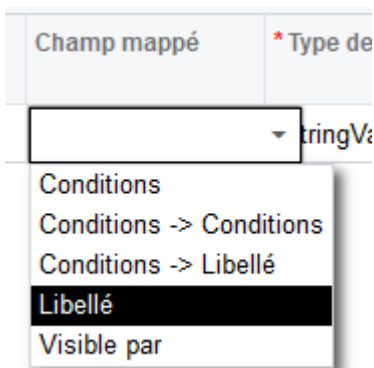 Champ mappé
* Type de
tringVa
Conditions
Conditions -> Conditions
Conditions -> Libellé
Libellé
Visible par